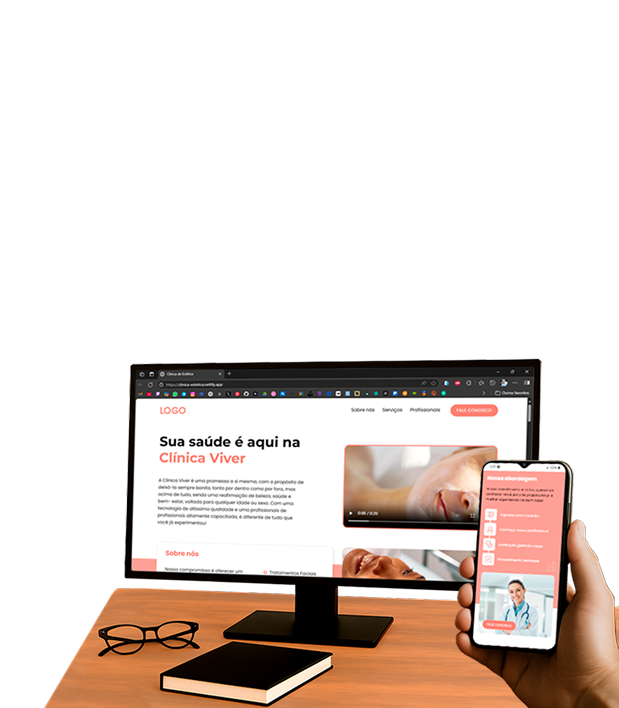 Clínica de Estética
https://clinica-estetica.netlify.app
Outros favoritos
LOGO
Sobre nós
Serviços
Profissionais
FALE CONOSCO
Sua saúde é aqui na
Clínica Viver
A Clínica Viver é uma promessa a si mesma, com a propósito de
deixá-la sempre bonita, tanto por dentro como por fora, mas
acima de tudo, sendo uma reafirmação de beleza, saúde e
bem- estar, voltada para qualquer idade ou sexo. Com uma
tecnologia de altíssima qualidade e uma profissionais de
profissionais altamente capacitado, é diferente de tudo que
você já experimentou!
0:00 / 0:20
Sobre nós
Nosso compromisso é oferecer um
Tratamentos Faciais
Nossa abordagem
FALE CONOSCO